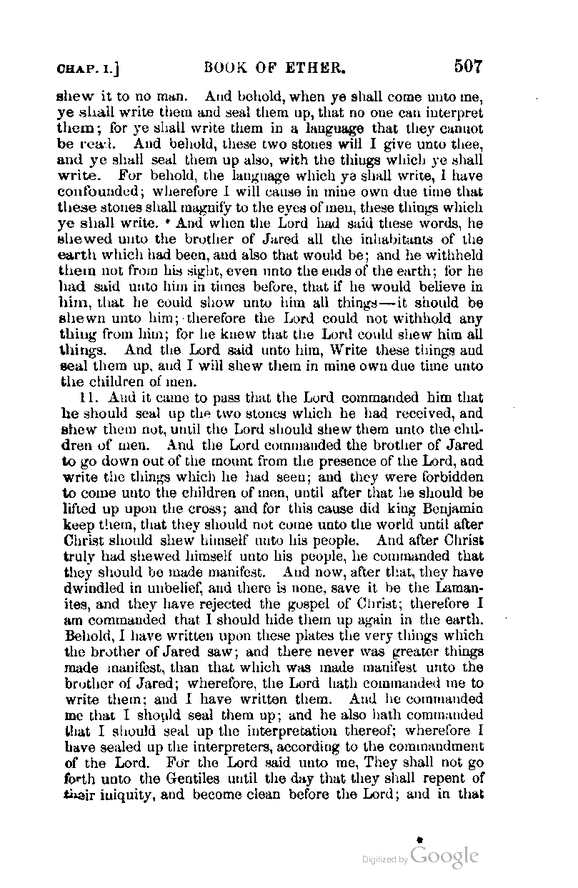 CHAP. I.] BOOK OF ETHER. 507
shew it to no man. And behold, when ye shall come unto me,
ye shall write them and seal them up, that no one can interpret
them; for ye shall write them in a language that they cannot
be read. And behold, these two stones will I give unto thee,
and ye shall seal them up also, with the things which ye shall
write. For behold, the language which ye shall write, I have
confounded; wherefore I will cause in mine own due time that
these stones shall magnify to the eyes of men, these things which
ye shall write. * And when the Lord had said these words, he
shewed unto the brother of Jared all the inhabitants of the
earth which had been, and also that would be; and he withheld
them not from his sight, even unto the ends of the earth; for he
had said unto him in times before, that if he would believe in
him, that he could show unto him all things—it should be
shewn unto him; therefore the Lord could not withhold any
thing from him; for he knew that the Lord could shew him all
things. And the Lord said unto him, Write these things and
seal them up, and I will shew them in mine own due time unto
the children of men.
11. And it came to pass that the Lord commanded him that
he should seal up the two stones which he had received, and
shew them not, until the Lord should shew them unto the chil-
dren of men. And the Lord commanded the brother of Jared
to go down out of the mount from the presence of the Lord, and
write the things which he had seen; and they were forbidden
to come unto the children of men, until after that he should be
lifted up upon the cross; and for this cause did king Benjamin
keep them, that they should not come unto the world until after
Christ should shew himself unto his people. And after Christ
truly had shewed himself unto his people, he commanded that
they should be made manifest. And now, after that, they have
dwindled in unbelief, and there is none, save it be the Laman-
ites, and they have rejected the gospel of Christ; therefore I
am commanded that I should hide them up again in the earth.
Behold, I have written upon these plates the very things which
the brother of Jared saw; and there never was greater things
made manifest, than that which was made manifest unto the
brother of Jared; wherefore, the Lord hath commanded me to
write them; and I have written them. And he commanded
me that I should seal them up; and he also hath commanded
that I should seal up the interpretation thereof; wherefore I
have sealed up the interpreters, according to the commandment
of the Lord. For the Lord said unto me, They shall not go
forth unto the Gentiles until the day that they shall repent of
their iniquity, and become clean before the Lord; and in that
Digitized by Google